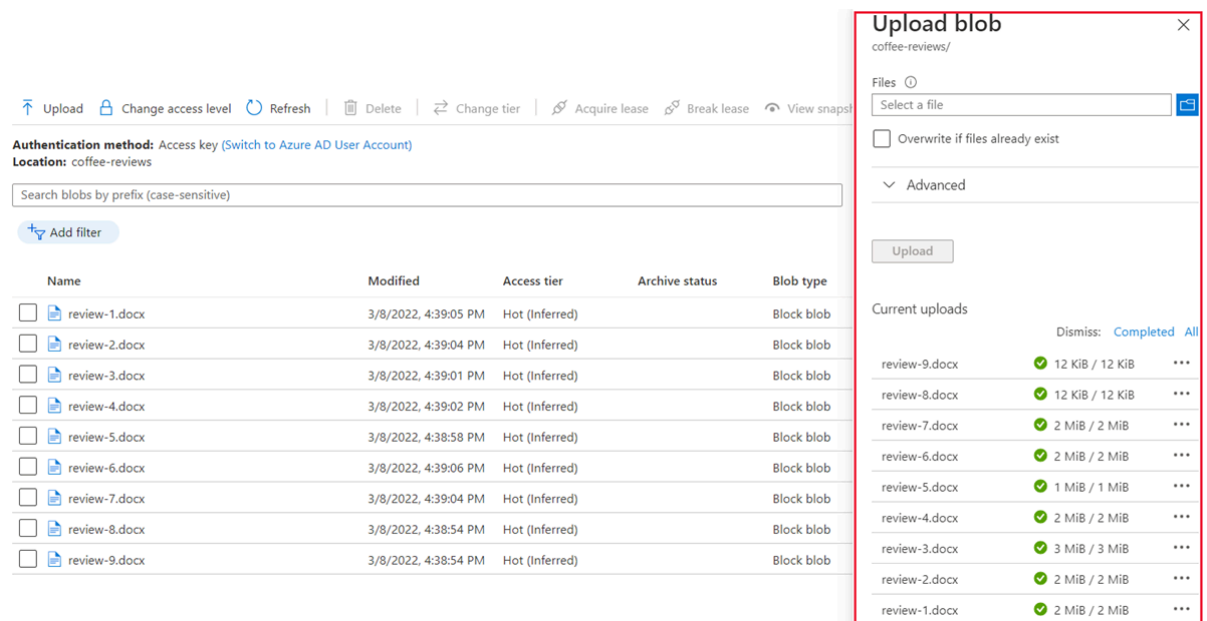 Upload Change access level Refresh Delete Change tier Acquire lease Break lease View snapsh
Authentication method: Access key (Switch to Azure AD User Account)
Location: coffee-reviews
Search blobs by prefix (case-sensitive)
Add filter
Name Modified Access tier Archive status Blob type
review-1.docx 3/8/2022, 4:39:05 PM Hot (Inferred) Block blob
review-2.docx 3/8/2022, 4:39:04 PM Hot (Inferred) Block blob
review-3.docx 3/8/2022, 4:39:01 PM Hot (Inferred) Block blob
review-4.docx 3/8/2022, 4:39:02 PM Hot (Inferred) Block blob
review-5.docx 3/8/2022, 4:38:58 PM Hot (Inferred) Block blob
review-6.docx 3/8/2022, 4:39:06 PM Hot (Inferred) Block blob
review-7.docx 3/8/2022, 4:39:04 PM Hot (Inferred) Block blob
review-8.docx 3/8/2022, 4:38:54 PM Hot (Inferred) Block blob
review-9.docx 3/8/2022, 4:38:54 PM Hot (Inferred) Block blob
Upload blob
coffee-reviews/
Files
Select a file
Overwrite if files already exist
Advanced
Upload
Current uploads
Dismiss: Completed All
review-9.docx 12 KiB / 12 KiB
review-8.docx 12 KiB / 12 KiB
review-7.docx 2 MiB / 2 MiB
review-6.docx 2 MiB / 2 MiB
review-5.docx 1 MiB / 1 MiB
review-4.docx 2 MiB / 2 MiB
review-3.docx 3 MiB / 3 MiB
review-2.docx 2 MiB / 2 MiB
review-1.docx 2 MiB / 2 MiB